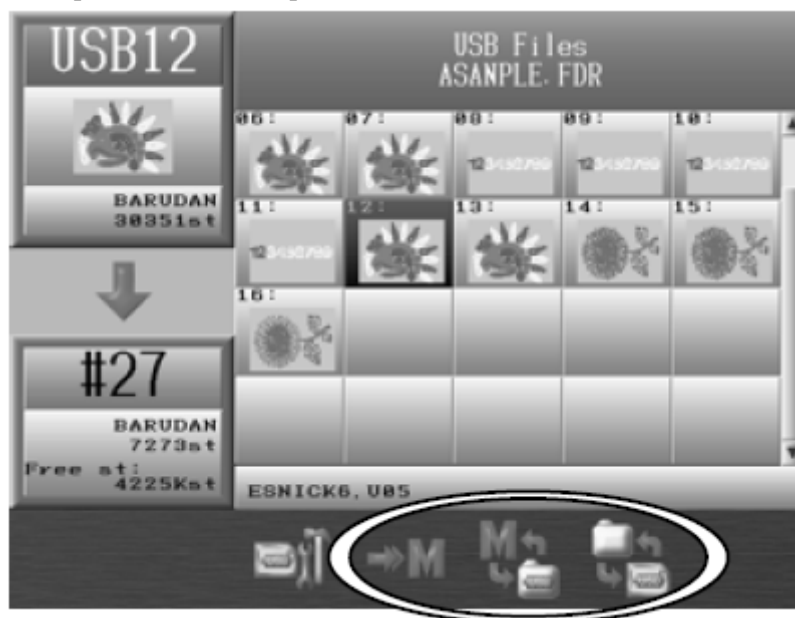 USB12
BARUDAN
30351st
#27
BARUDAN
7273st
Free st:
4225Kst
USB Files
ASANPLE.FDR
06:
07:
08:
09:
10:
11:
12:
13:
14:
15:
16:
ESNICK6.U05
M
M